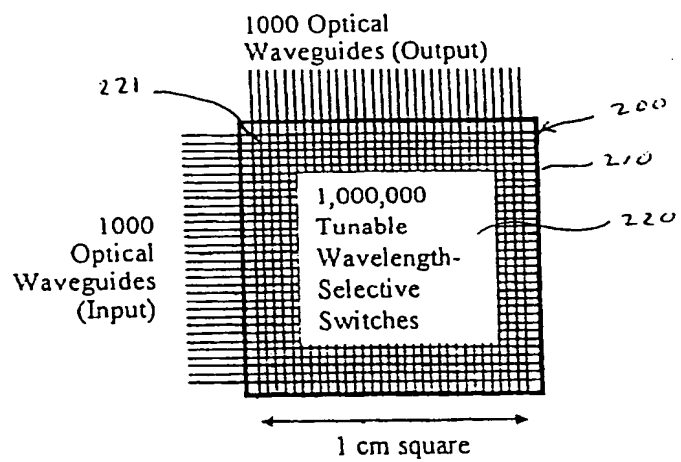 1000 Optical
Waveguides (Output)
221
200
210
1,000,000
Tunable
Wavelength-
Selective
Switches
220
1000
Optical
Waveguides
(Input)
1 cm square